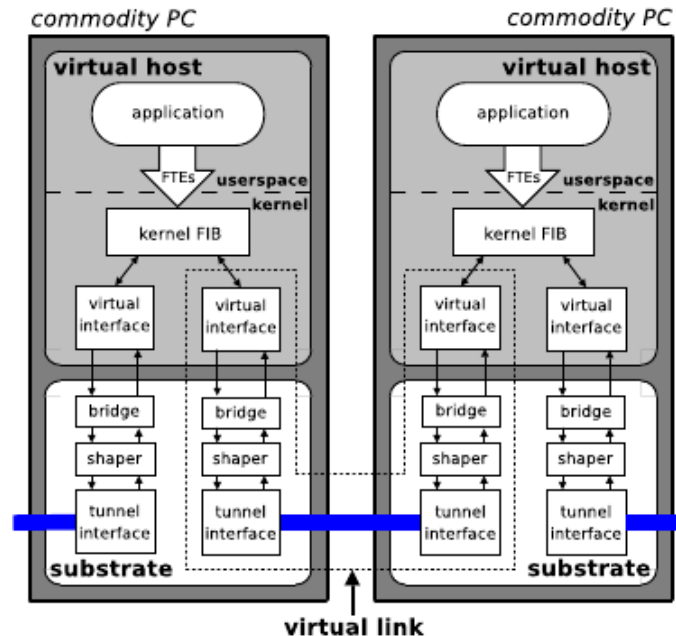 commodity PC
commodity PC
virtual host
virtual host
application
application
FTEs
userspace
FTEs
userspace
kernel
kernel
kernel FIB
kernel FIB
virtual
interface
virtual
interface
virtual
interface
virtual
interface
bridge
bridge
bridge
bridge
shaper
shaper
shaper
shaper
tunnel
interface
tunnel
interface
tunnel
interface
tunnel
interface
substrate
substrate
virtual link